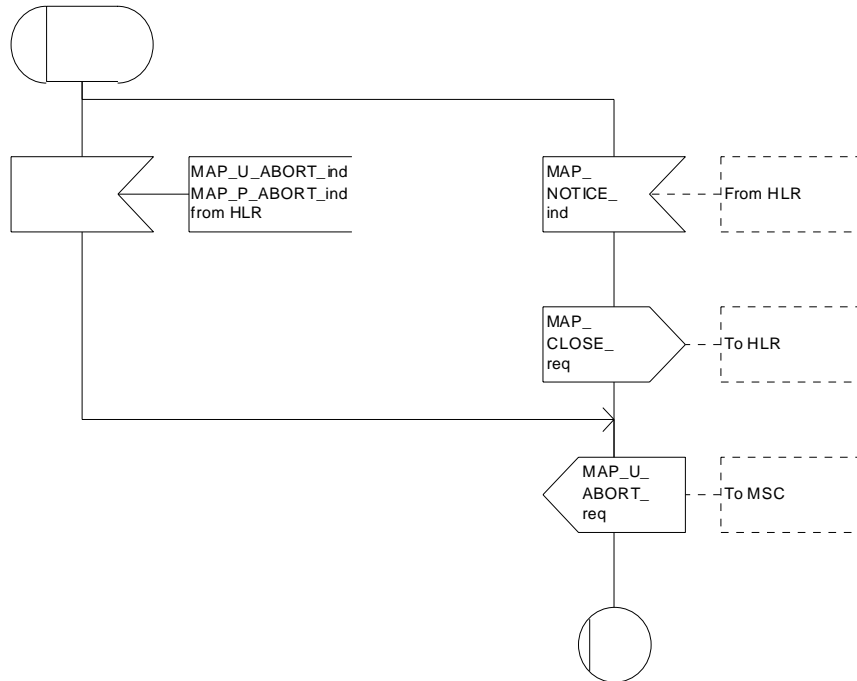 MAP_U_ABORT_ind
MAP_P_ABORT_ind
from HLR
MAP_
NOTICE_
ind
From HLR
MAP_
CLOSE_
req
To HLR
MAP_U_
ABORT_
req
To MSC